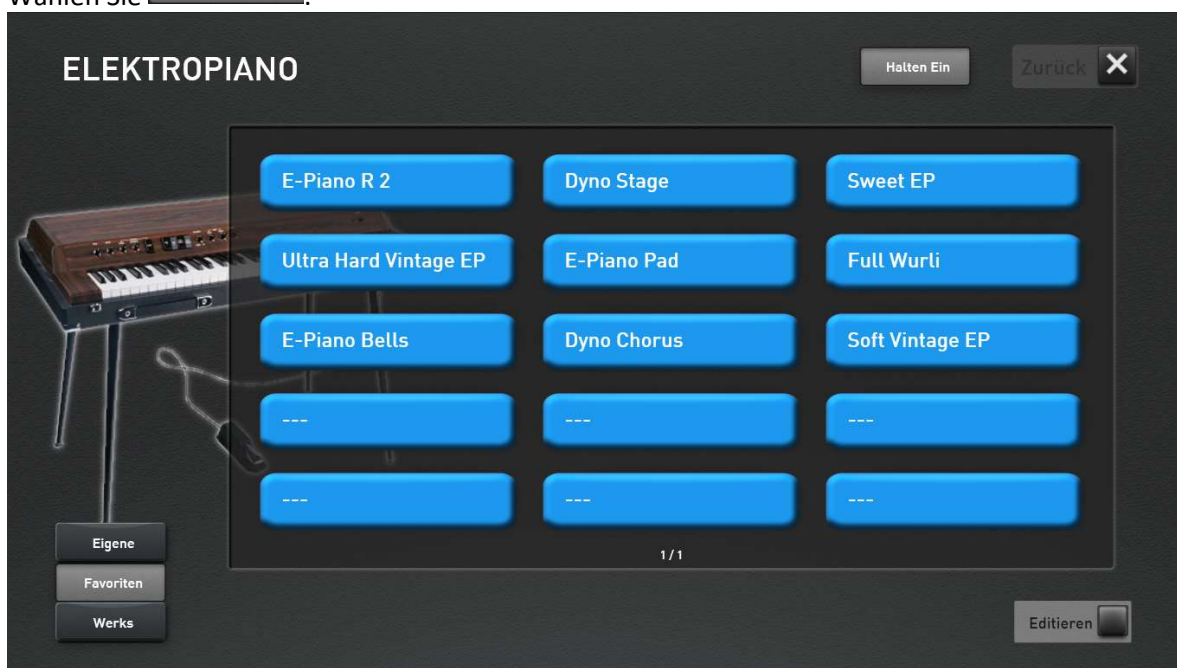 Wählen Sie
ELEKTROPIANO
Halten Ein
Zurück
E-Piano R 2
Dyno Stage
Sweet EP
Ultra Hard Vintage EP
E-Piano Pad
Full Wurli
E-Piano Bells
Dyno Chorus
Soft Vintage EP
---
---
---
---
---
---
1/1
Eigene
Favoriten
Werks
Editieren